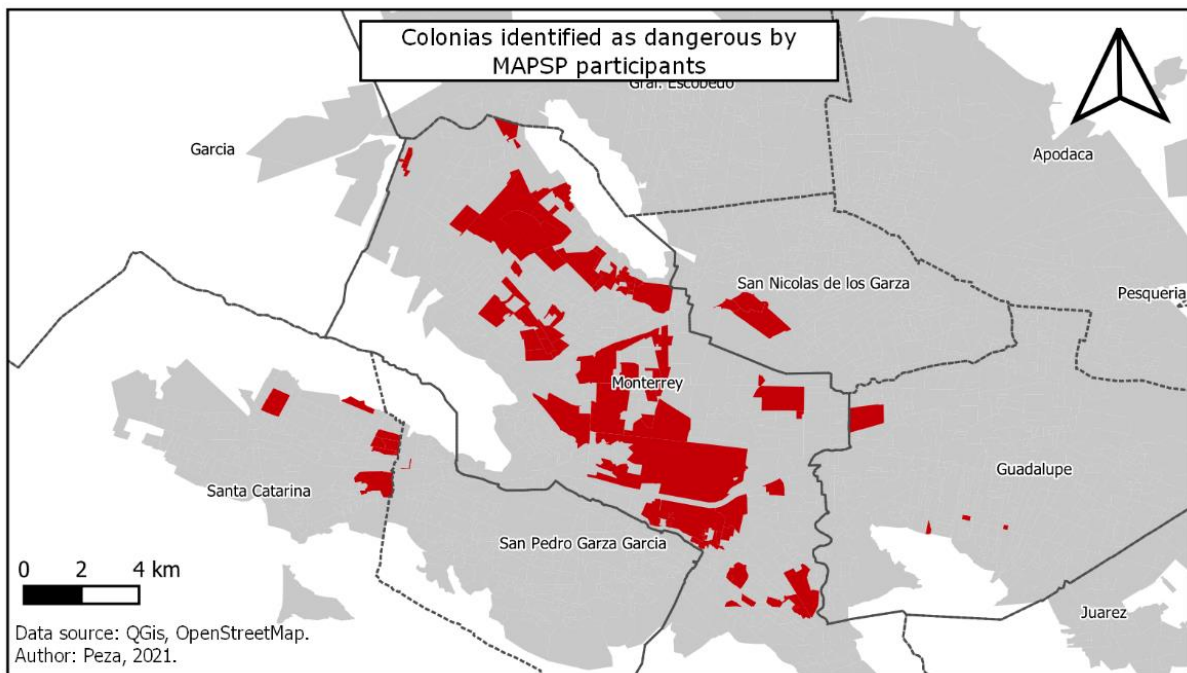 Colonias identified as dangerous by
MAPSP participants
Gral. Escobedo
Garcia
Apodaca
San Nicolas de los Garza
Pesqueria
Monterrey
Guadalupe
Santa Catarina
San Pedro Garza Garcia
Juarez
0 2 4 km
Data source: QGis, OpenStreetMap.
Author: Peza, 2021.